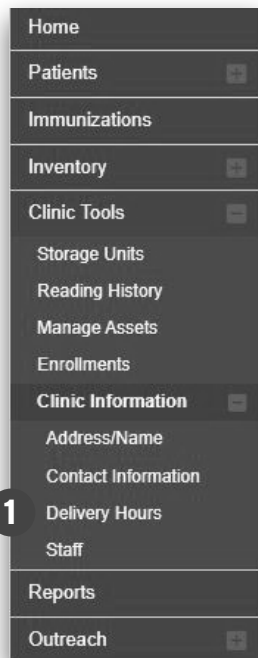 Home
Patients
Immunizations
Inventory
Clinic Tools
Storage Units
Reading History
Manage Assets
Enrollments
Clinic Information
Address/Name
Contact Information
1 Delivery Hours
Staff
Reports
Outreach